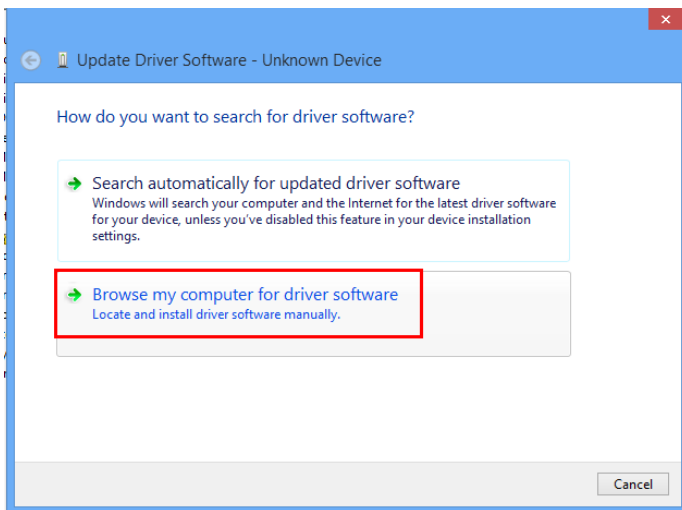 Update Driver Software - Unknown Device
How do you want to search for driver software?
Search automatically for updated driver software
Windows will search your computer and the Internet for the latest driver software
for your device, unless you've disabled this feature in your device installation
settings.
Browse my computer for driver software
Locate and install driver software manually.
Cancel